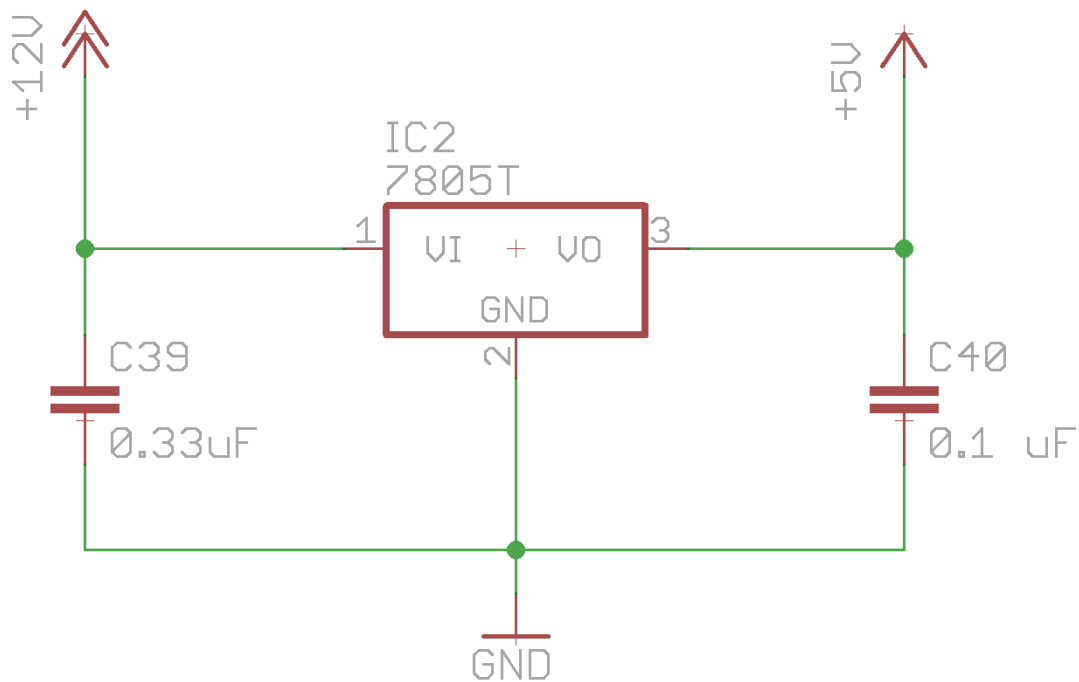 +12V
+5V
IC2
7805T
1
VI
VO
3
GND
2
C39
0.33uF
C40
0.1 uF
GND